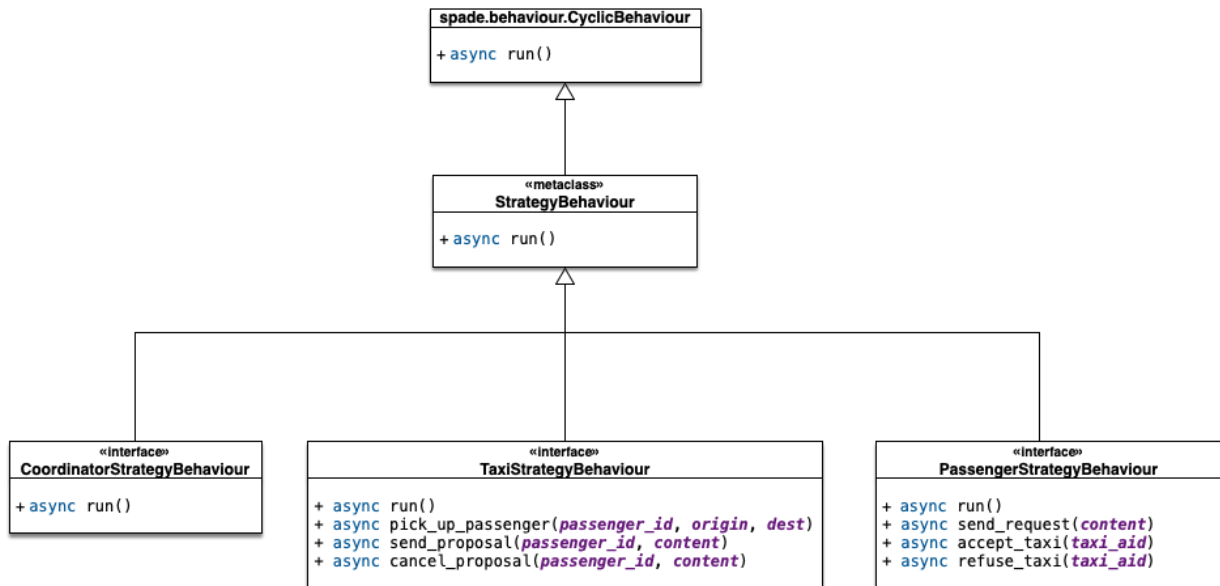 spade.behaviour.CyclicBehaviour
+ async run()
«metaclass»
StrategyBehaviour
+ async run()
«interface»
CoordinatorStrategyBehaviour
+ async run()
«interface»
TaxiStrategyBehaviour
+ async run()
+ async pick_up_passenger(passenger_id, origin, dest)
+ async send_proposal(passenger_id, content)
+ async cancel_proposal(passenger_id, content)
«interface»
PassengerStrategyBehaviour
+ async run()
+ async send_request(content)
+ async accept_taxi(taxi_aid)
+ async refuse_taxi(taxi_aid)